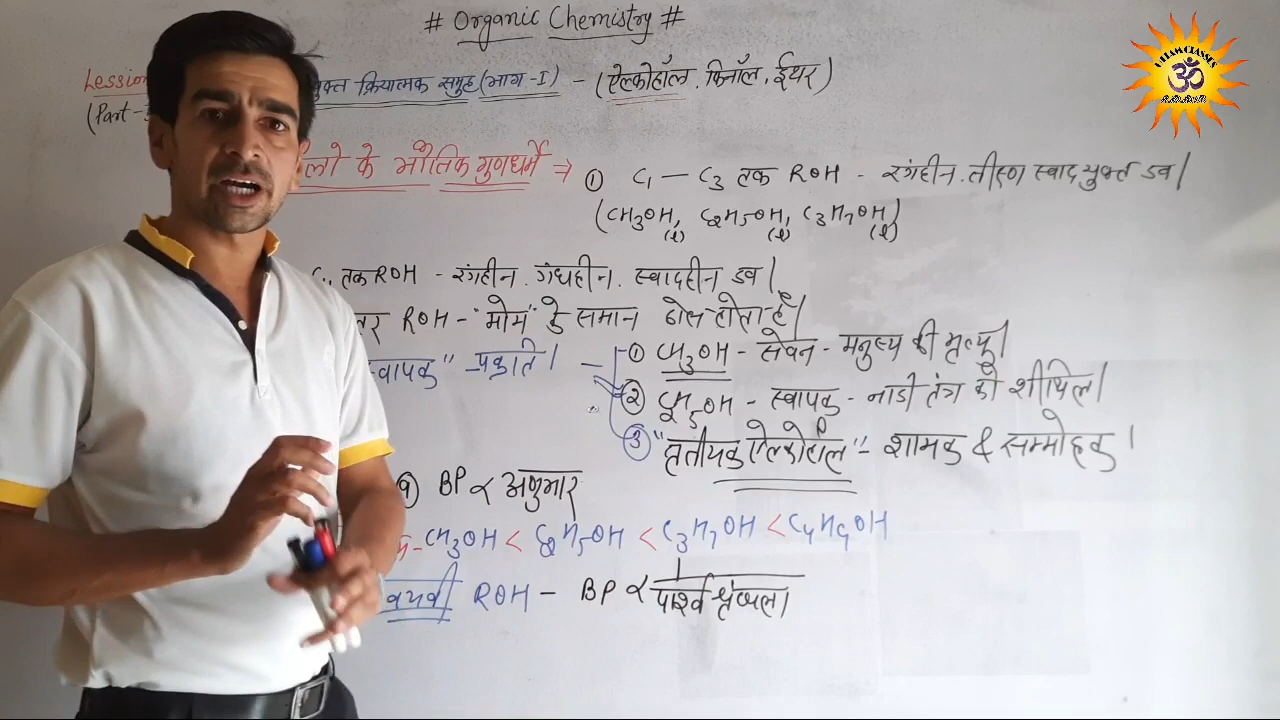 # Organic Chemistry #
Lession
युक्त क्रियात्मक समूह (भाग-I) - (ऐल्कोहॉल, फिनॉल, ईथर)
(Part-
के भौतिक गुणधर्म ⇒ ① C₁ — C₃ तक ROH - रंगहीन, तीक्ष्ण स्वाद युक्त द्रव।
(CH₃OH(l), C₂H₅OH(l), C₃H₇OH(l))
तक ROH - रंगहीन, गंधहीन, स्वादहीन द्रव।
ROH - "मोम" के समान ठोस होता है।
प्रकृति। - ① CH₃OH - सेवन - मनुष्य की मृत्यु।
② C₂H₅OH - स्वापक - नाडी तंत्र को शीथिल।
③ "तृतीयक ऐल्कोहॉल" - शामक & सम्मोहक।
BP ∝ अणुभार
CH₃OH < C₂H₅OH < C₃H₇OH < C₄H₉OH
ROH - BP ∝ 1/पार्श्व श्रृंखला।
ॐ